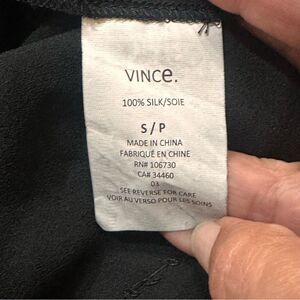 VINCE.
100% SILK/SOIE
S / P
MADE IN CHINA
FABRIQUÉ EN CHINE
RN# 106730
CA# 34460
03
SEE REVERSE FOR CARE
VOIR AU VERSO POUR LES SOINS